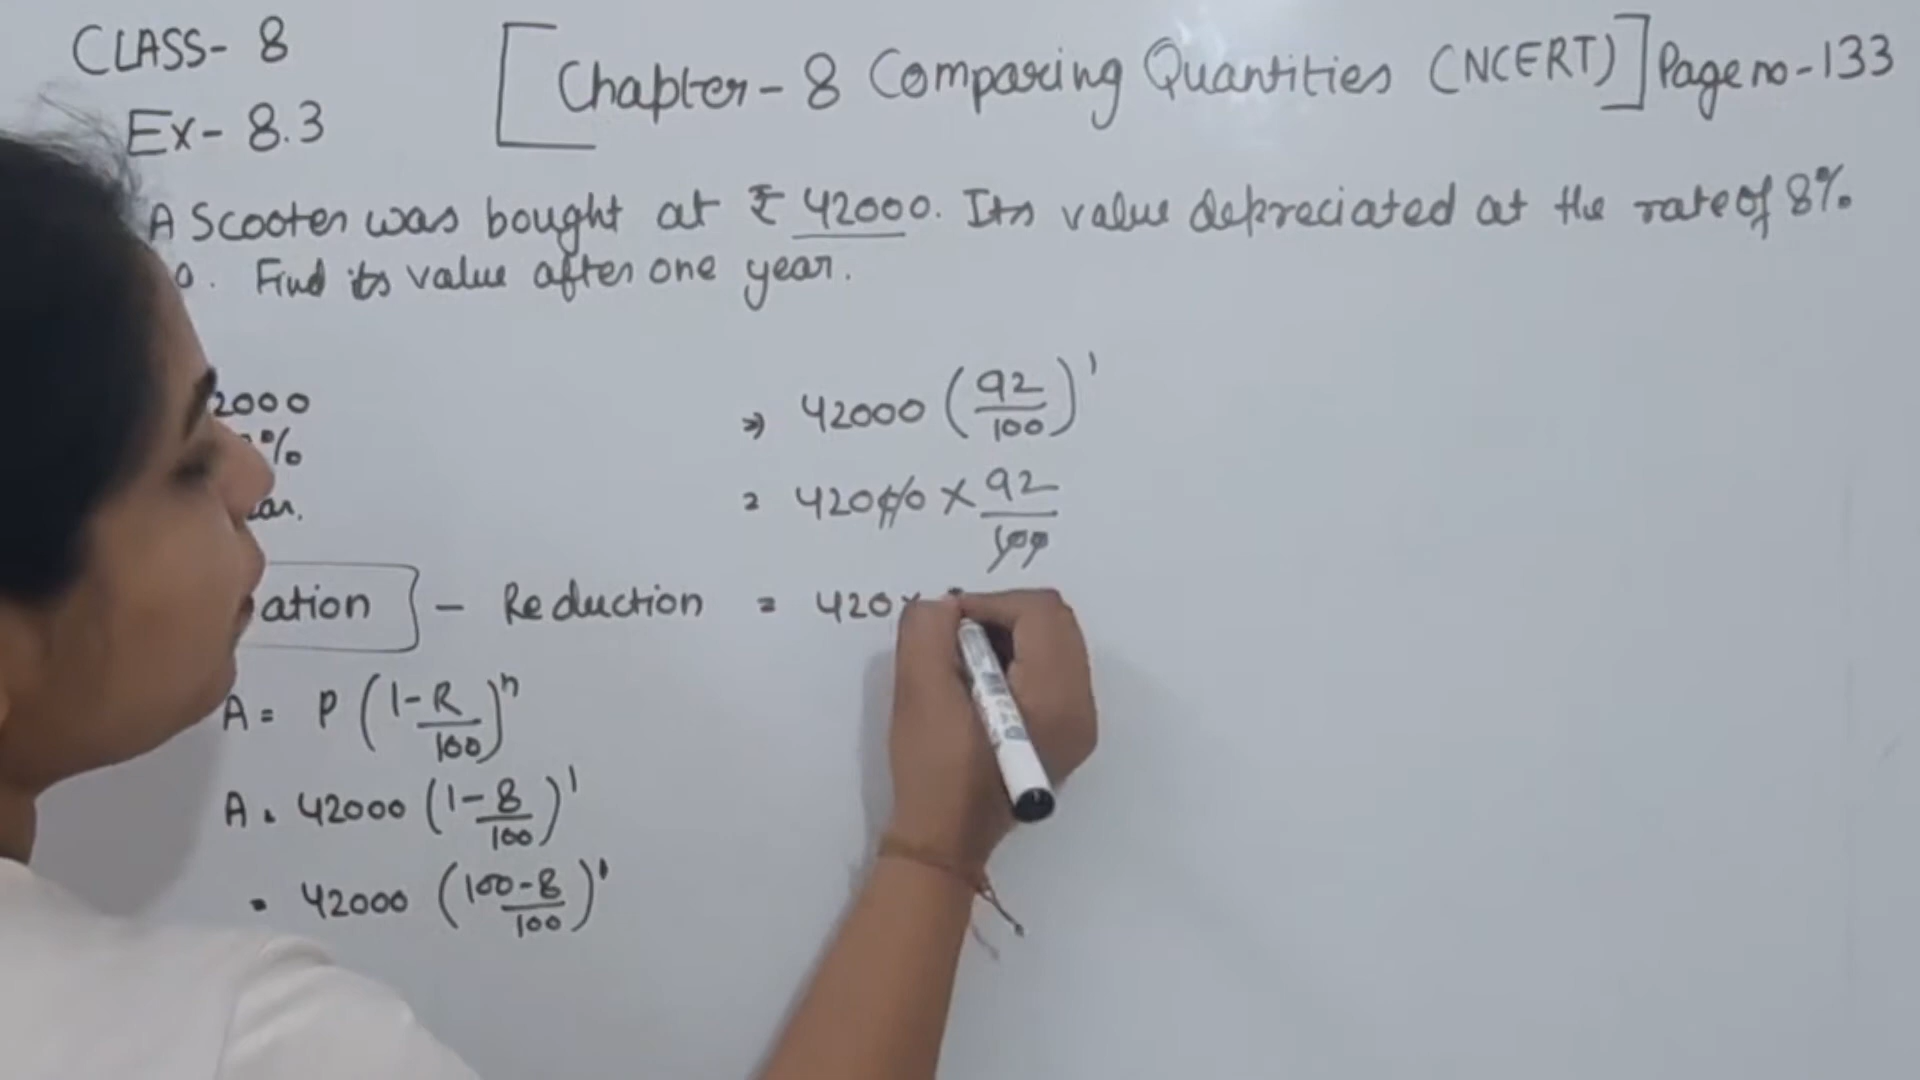 CLASS- 8
[Chapter - 8 Comparing Quantities (NCERT)] Page no - 133
Ex- 8.3
A Scooter was bought at ₹ 42000. Its value depreciated at the rate of 8%
Find its value after one year.
2000
%
⇒ 42000 (92/100)¹
= 42000 × 92/100
ation - Reduction
= 420 ×
A = P (1-R/100)ⁿ
A = 42000 (1-8/100)¹
= 42000 (100-8/100)¹